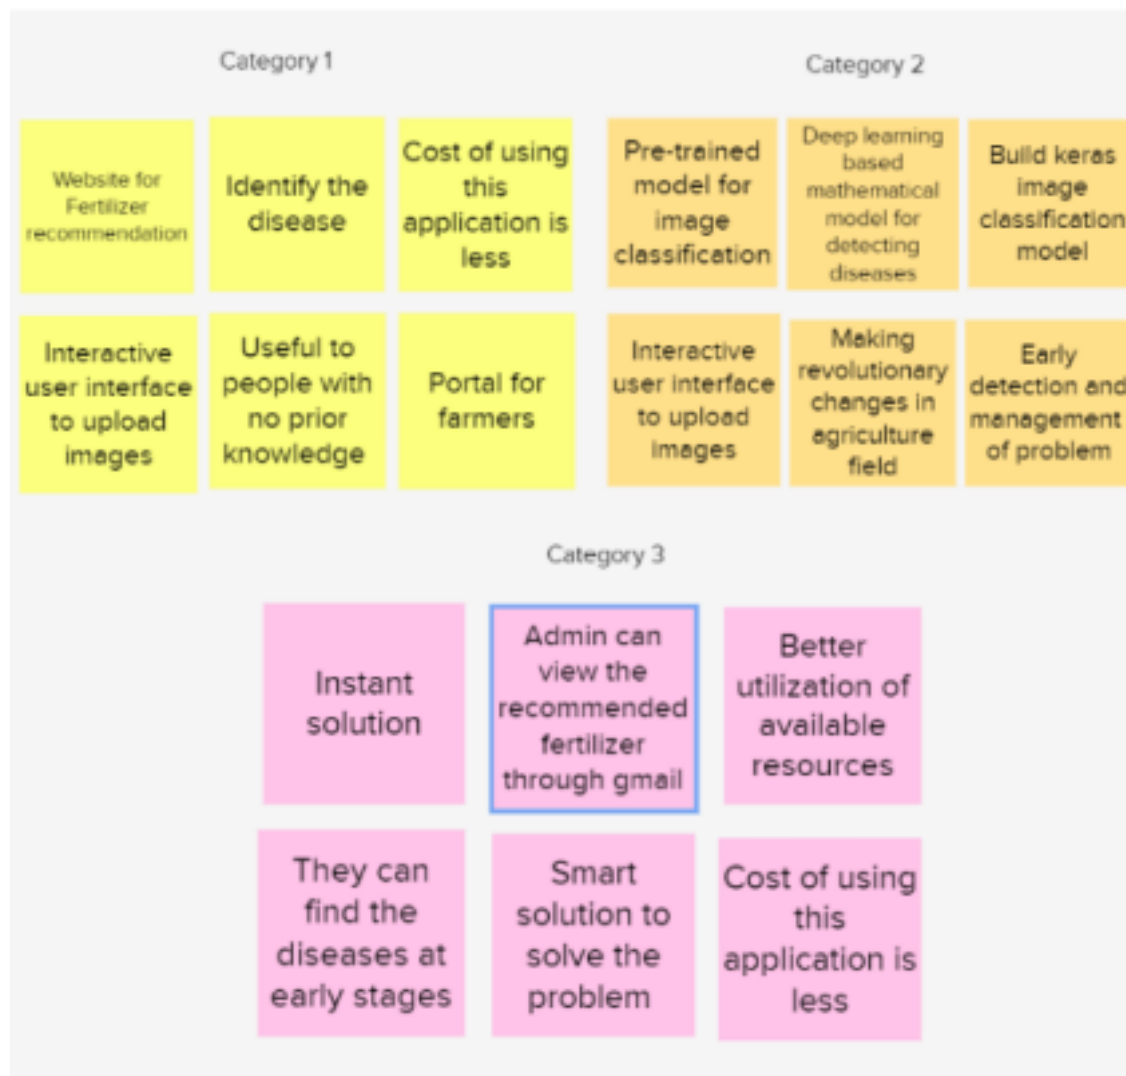 Category 1
Website for
Fertilizer
recommendation
Identify the
disease
Cost of using
this
application is
less
Interactive
user interface
to upload
images
Useful to
people with
no prior
knowledge
Portal for
farmers
Category 2
Pre-trained
model for
image
classification
Deep learning
based
mathematical
model for
detecting
diseases
Build keras
image
classification
model
Interactive
user interface
to upload
images
Making
revolutionary
changes in
agriculture
field
Early
detection and
management
of problem
Category 3
Instant
solution
Admin can
view the
recommended
fertilizer
through gmail
Better
utilization of
available
resources
They can
find the
diseases at
early stages
Smart
solution to
solve the
problem
Cost of using
this
application is
less